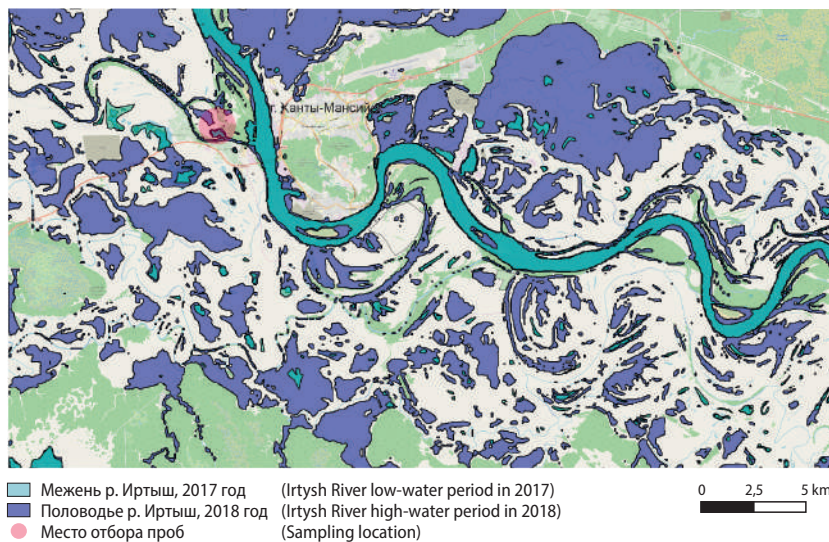 г. Ханты-Мансийс
Межень р. Иртыш, 2017 год (Irtysh River low-water period in 2017)
Половодье р. Иртыш, 2018 год (Irtysh River high-water period in 2018)
Место отбора проб (Sampling location)
0 2,5 5 km